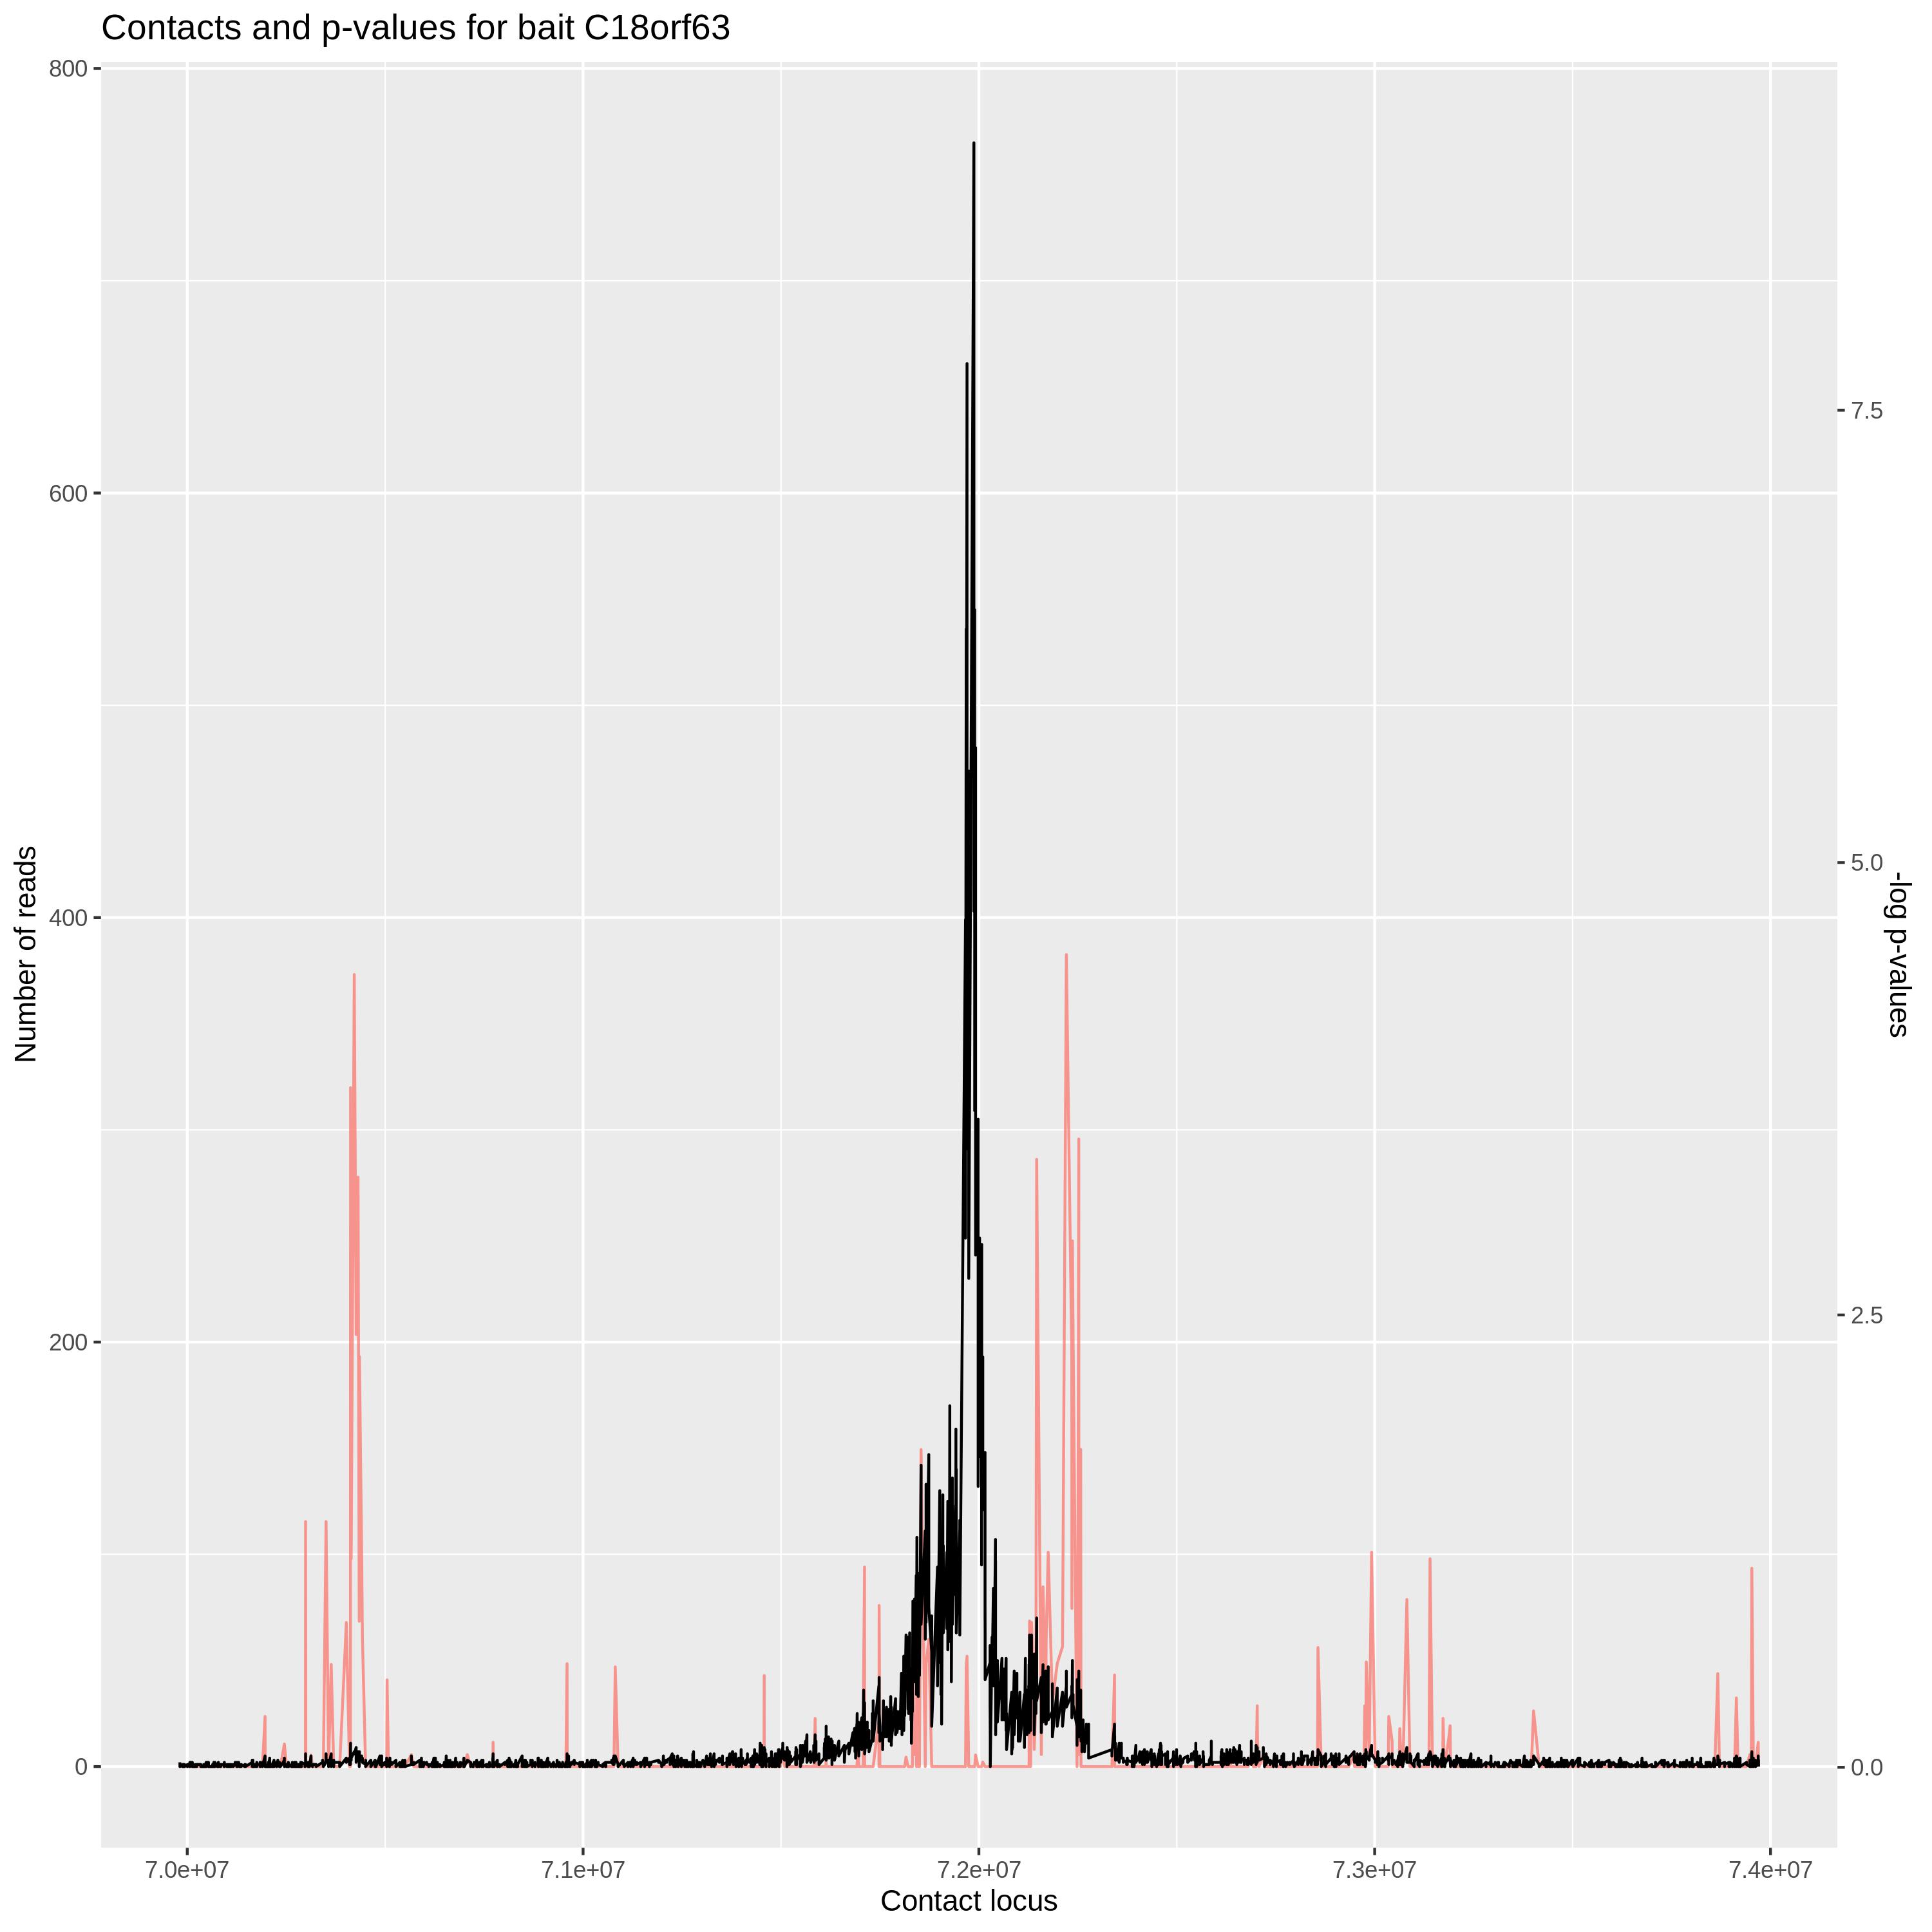 Contacts and p-values for bait C18orf63
800
600
400
200
0
Number of reads
7.5
5.0
2.5
0.0
-log p-values
7.0e+07
7.1e+07
7.2e+07
7.3e+07
7.4e+07
Contact locus